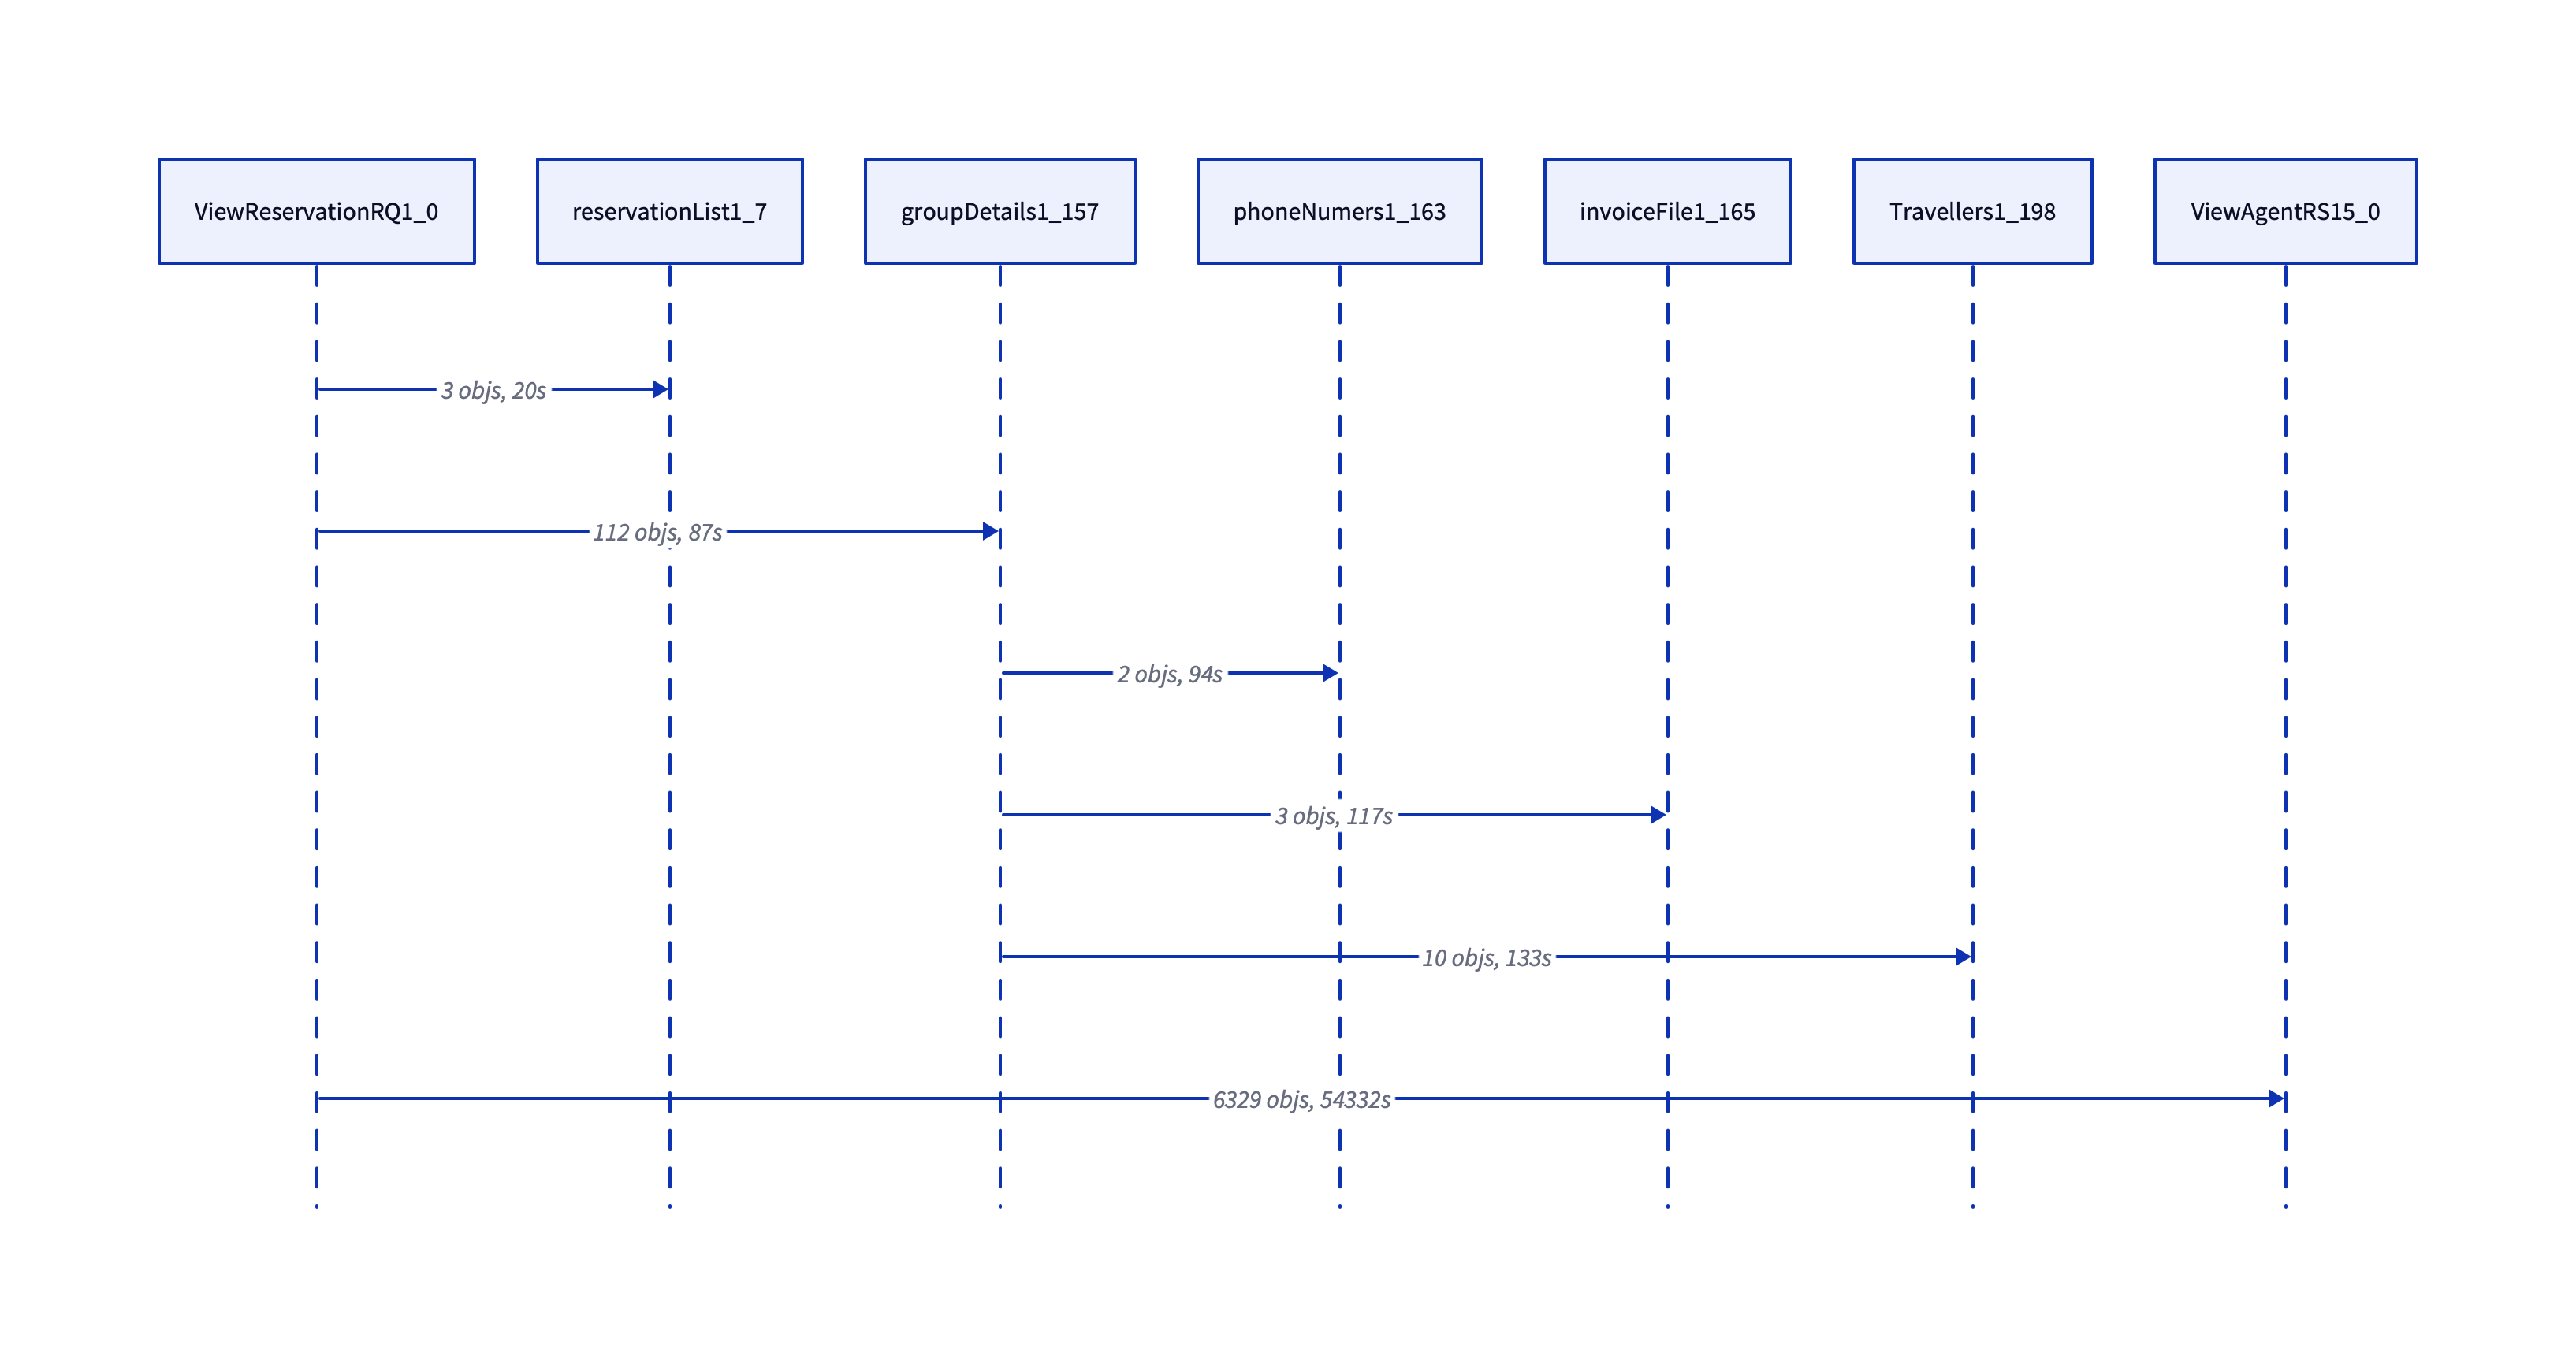 ViewReservationRQ1_0
reservationList1_7
groupDetails1_157
phoneNumers1_163
invoiceFile1_165
Travellers1_198
ViewAgentRS15_0
3 objs, 20s
112 objs, 87s
2 objs, 94s
3 objs, 117s
10 objs, 133s
6329 objs, 54332s